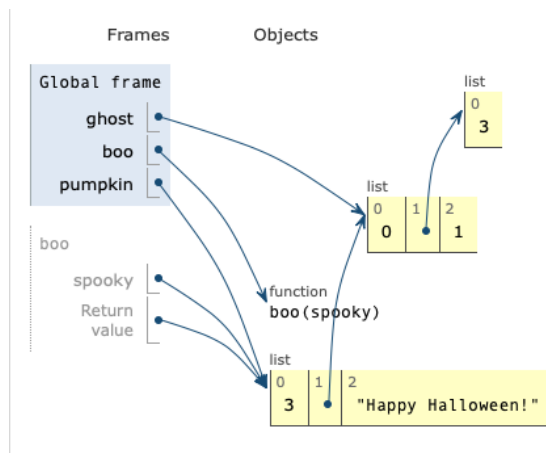 Frames Objects
Global frame
ghost
boo
pumpkin
list
0
3
list
0 1 2
0 1
boo
spooky
Return
value
function
boo(spooky)
list
0 1 2
3 "Happy Halloween!"